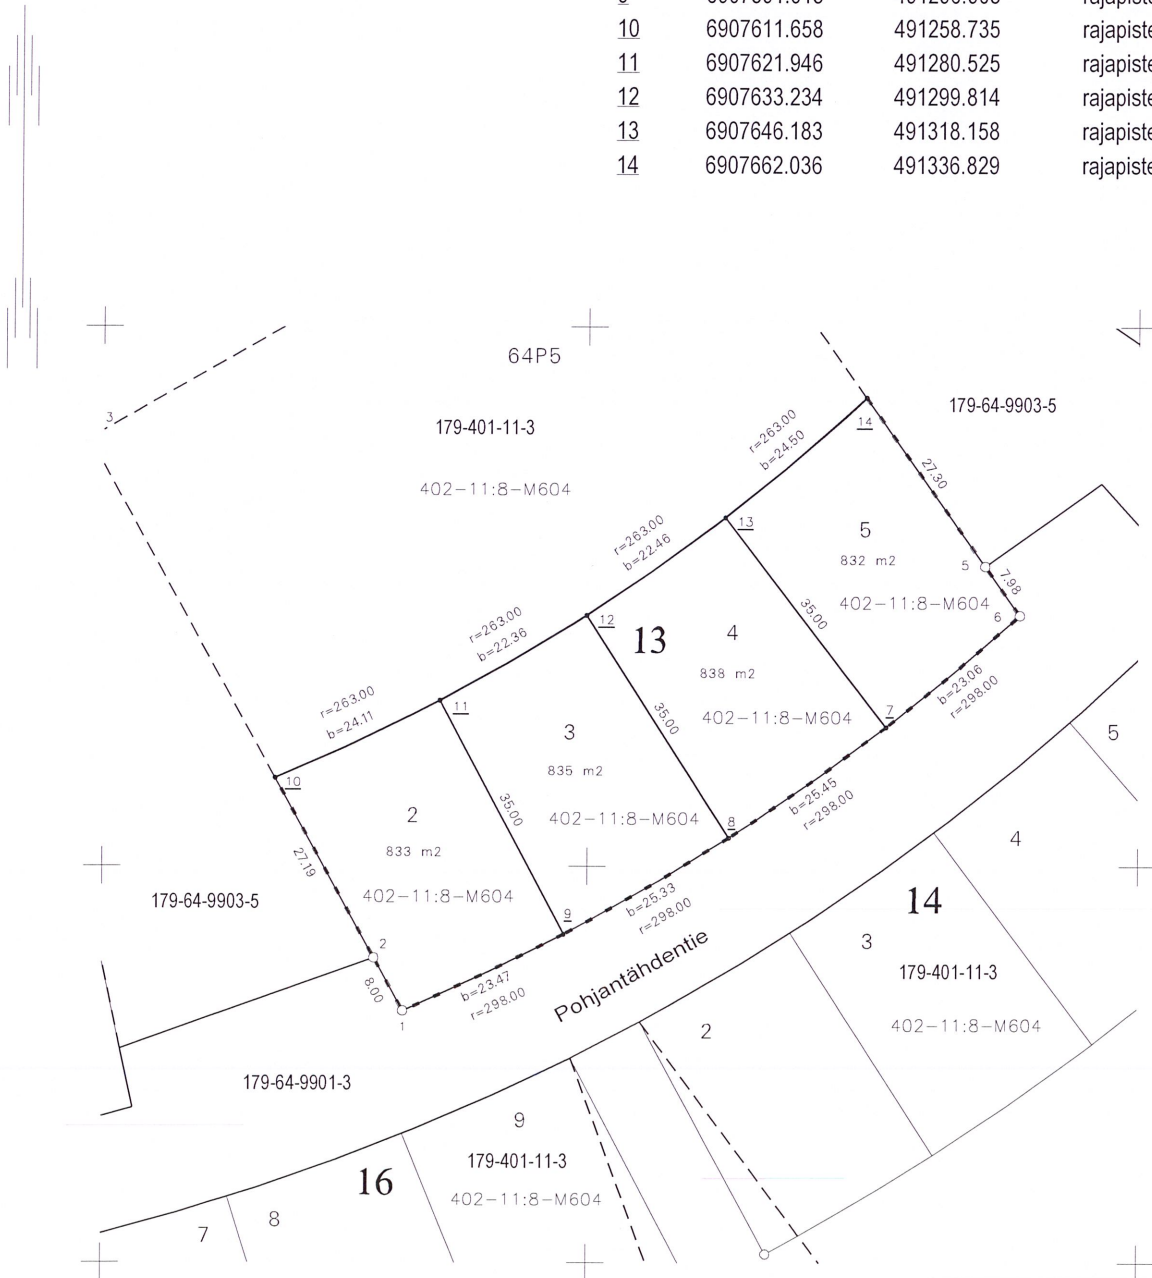 10 6907611.658 491258.735 rajapiste
11 6907621.946 491280.525 rajapiste
12 6907633.234 491299.814 rajapiste
13 6907646.183 491318.158 rajapiste
14 6907662.036 491336.829 rajapiste
64P5
179-401-11-3
402-11:8-M604
179-64-9903-5
3
r=263.00
b=24.50
14
27.30
r=263.00
b=22.46
13
5
832 m2
402-11:8-M604
5
7.98
6
r=263.00
b=22.36
12
13
4
838 m2
402-11:8-M604
35.00
r=263.00
b=24.11
11
3
835 m2
402-11:8-M604
35.00
7
b=23.06
r=298.00
10
2
833 m2
402-11:8-M604
35.00
8
b=25.45
r=298.00
27.19
179-64-9903-5
9
b=25.33
r=298.00
2
8.00
1
b=23.47
r=298.00
Pohjantähdentie
5
4
14
3
179-401-11-3
402-11:8-M604
2
179-64-9901-3
9
179-401-11-3
402-11:8-M604
16
8
7